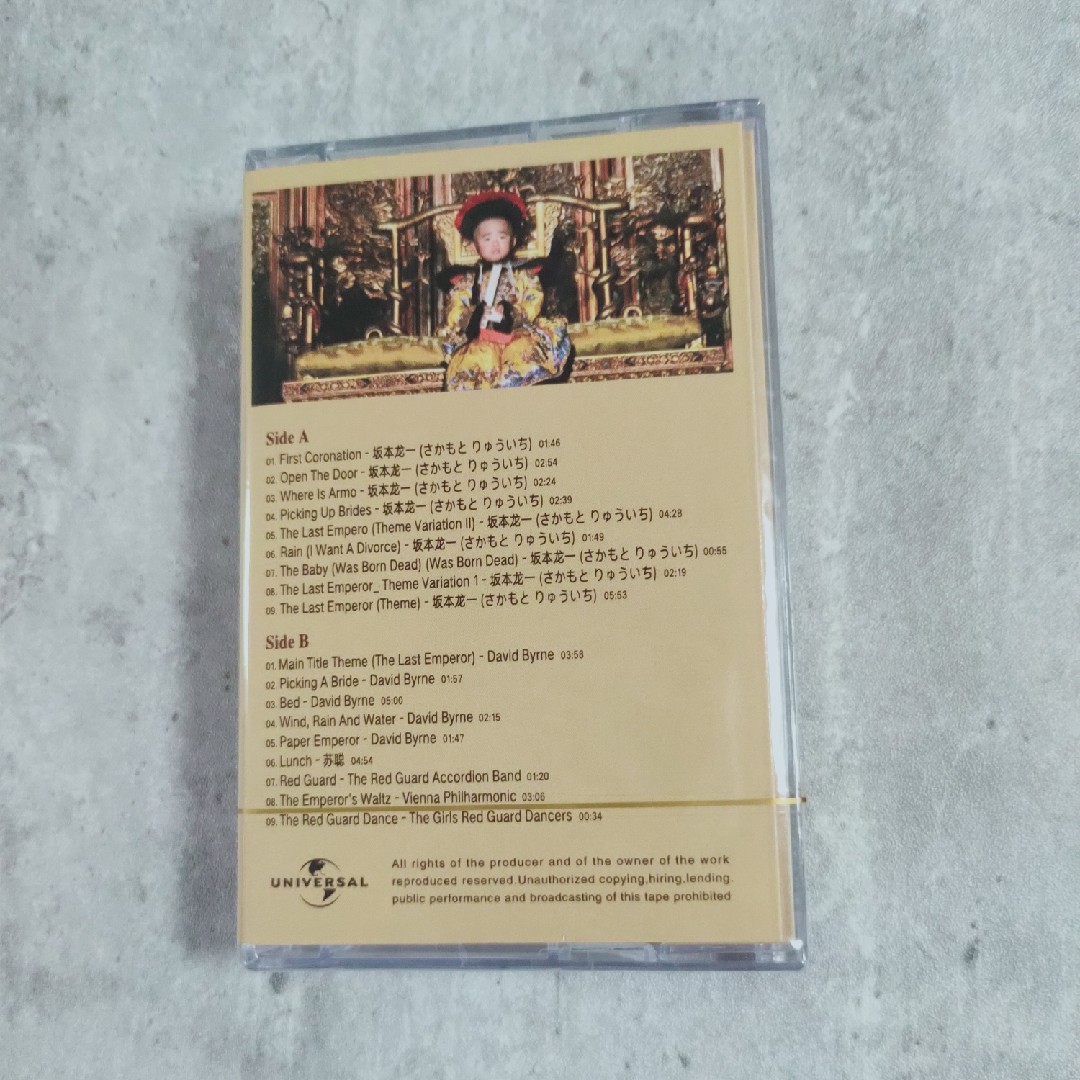 Side A
01. First Coronation - 坂本龙一 (さかもと りゅういち) 01:46
02. Open The Door - 坂本龙一 (さかもと りゅういち) 02:54
03. Where Is Armo - 坂本龙一 (さかもと りゅういち) 02:24
04. Picking Up Brides - 坂本龙一 (さかもと りゅういち) 02:39
05. The Last Empero (Theme Variation II) - 坂本龙一 (さかもと りゅういち) 04:28
06. Rain (I Want A Divorce) - 坂本龙一 (さかもと りゅういち) 01:49
07. The Baby (Was Born Dead) (Was Born Dead) - 坂本龙一 (さかもと りゅういち) 00:55
08. The Last Emperor_ Theme Variation 1 - 坂本龙一 (さかもと りゅういち) 02:19
09. The Last Emperor (Theme) - 坂本龙一 (さかもと りゅういち) 05:53
Side B
01. Main Title Theme (The Last Emperor) - David Byrne 03:58
02. Picking A Bride - David Byrne 01:57
03. Bed - David Byrne 05:00
04. Wind, Rain And Water - David Byrne 02:15
05. Paper Emperor - David Byrne 01:47
06. Lunch - 苏聪 04:54
07. Red Guard - The Red Guard Accordion Band 01:20
08. The Emperor's Waltz - Vienna Philharmonic 03:06
09. The Red Guard Dance - The Girls Red Guard Dancers 00:34
UNIVERSAL
All rights of the producer and of the owner of the work
reproduced reserved.Unauthorized copying,hiring,lending.
public performance and broadcasting of this tape prohibited